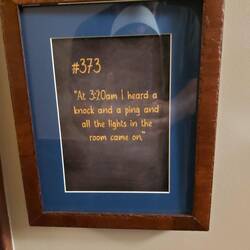 #373
"At 3:20am I heard a
knock and a ping and
all the lights in the
room came on."